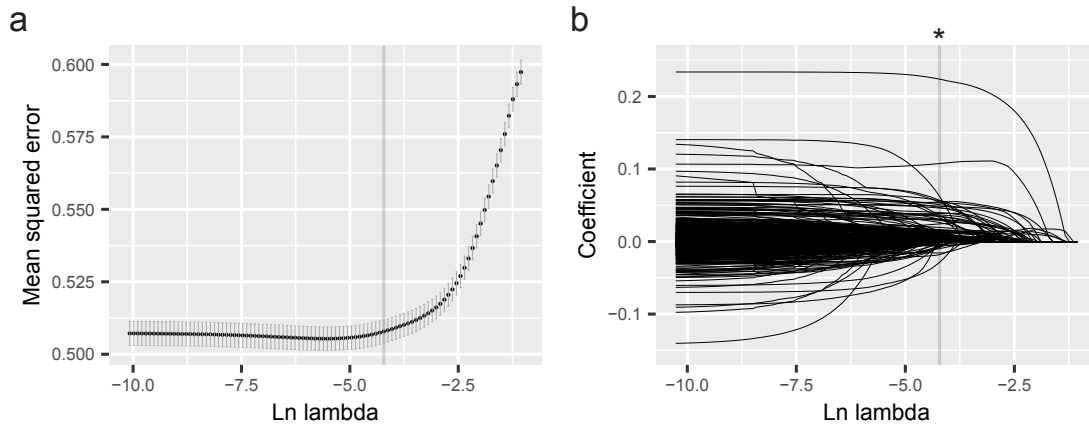 a
Mean squared error
0.600
0.575
0.550
0.525
0.500
−10.0 −7.5 −5.0 −2.5
Ln lambda
b
*
Coefficient
0.2
0.1
0.0
−0.1
−10.0 −7.5 −5.0 −2.5
Ln lambda